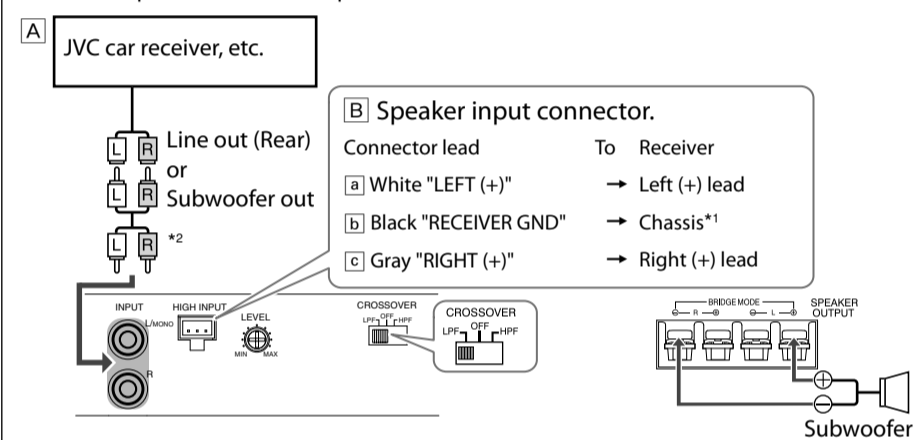 A
JVC car receiver, etc.
B Speaker input connector.
Connector lead To Receiver
a White "LEFT (+)" → Left (+) lead
b Black "RECEIVER GND" → Chassis*1
c Gray "RIGHT (+)" → Right (+) lead
L R Line out (Rear)
or
L R Subwoofer out
L R *2
INPUT
L/MONO
R
HIGH INPUT
LEVEL
MIN MAX
CROSSOVER
LPF OFF HPF
CROSSOVER
LPF OFF HPF
BRIDGE MODE
⊖ R ⊕ ⊖ L ⊕
SPEAKER
OUTPUT
+
−
Subwoofer